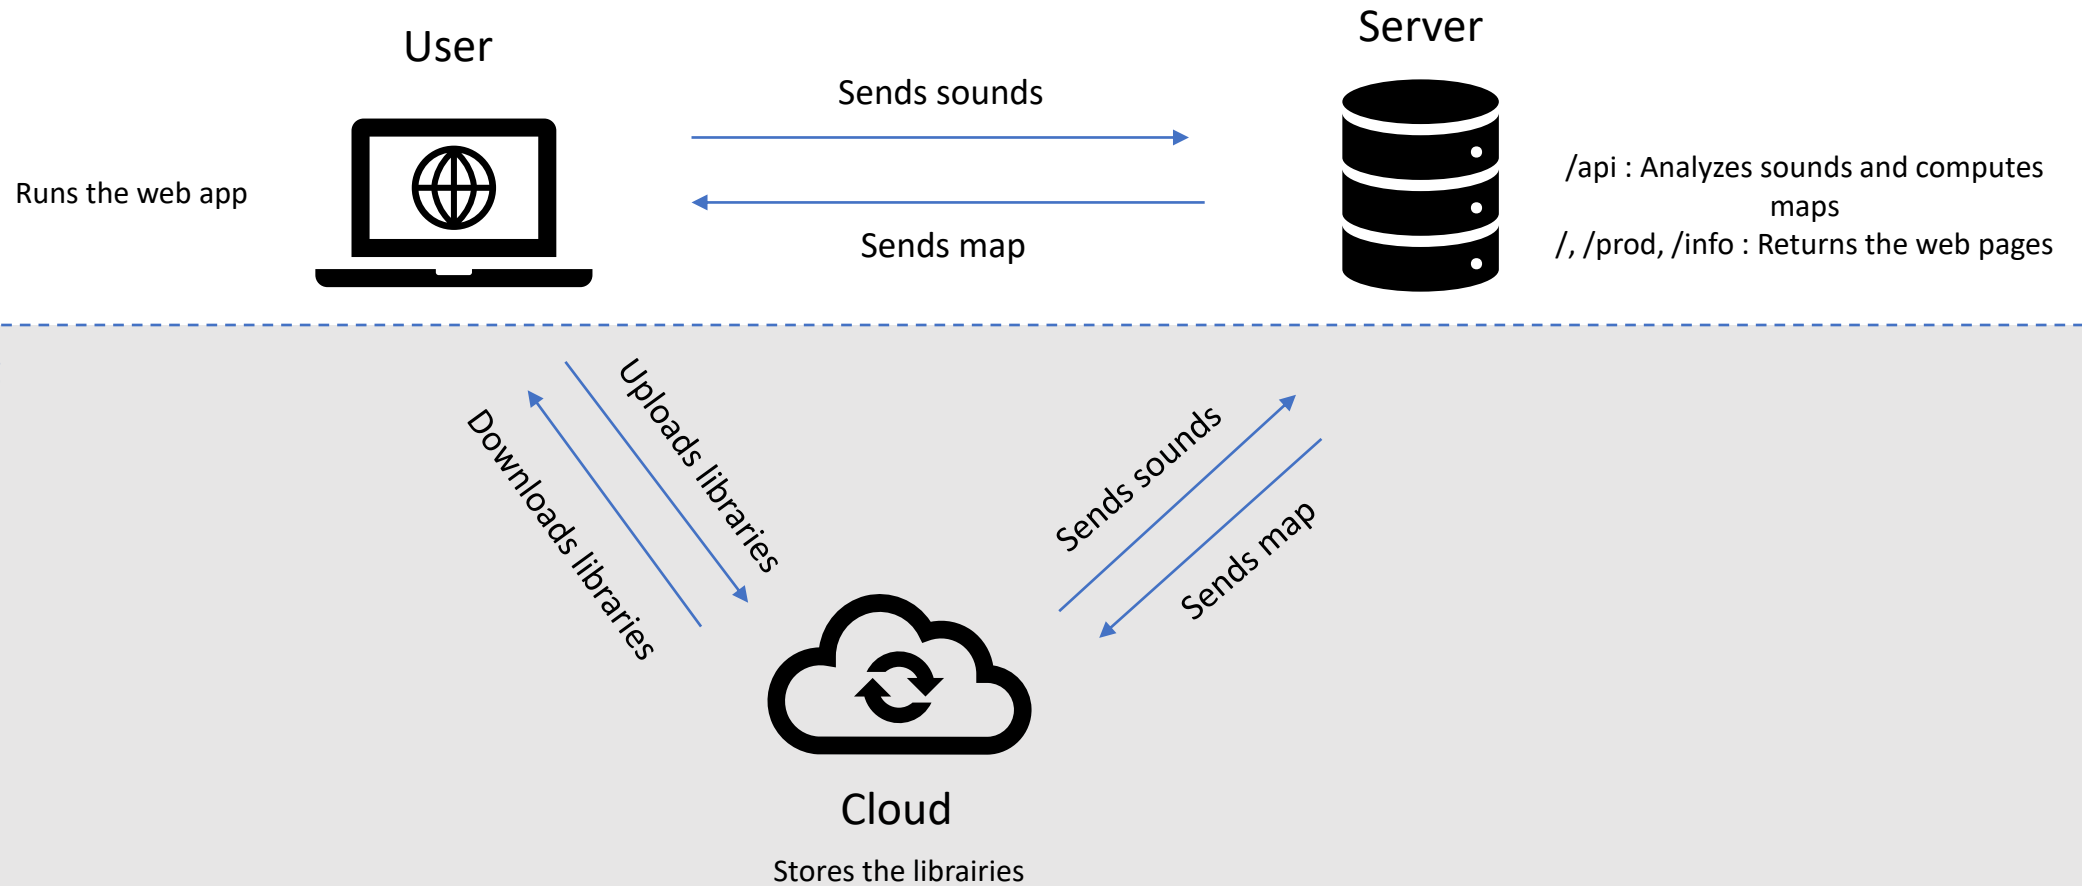 User
Server
Sends sounds
Runs the web app
/api : Analyzes sounds and computes
maps
/, /prod, /info : Returns the web pages
Sends map
Uploads libraries
Downloads libraries
Sends sounds
Sends map
Cloud
Stores the librairies